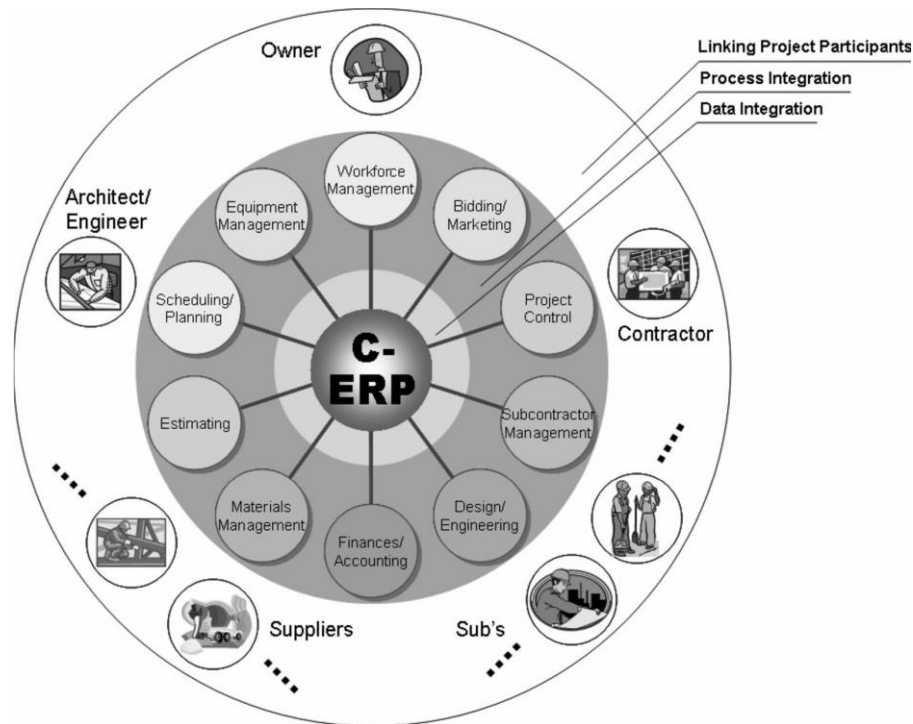 Owner
Linking Project Participants
Process Integration
Data Integration
Architect/
Engineer
Workforce
Management
Equipment
Management
Bidding/
Marketing
Scheduling/
Planning
Project
Control
Contractor
C-
ERP
Estimating
Subcontractor
Management
Materials
Management
Design/
Engineering
Finances/
Accounting
Suppliers
Sub's